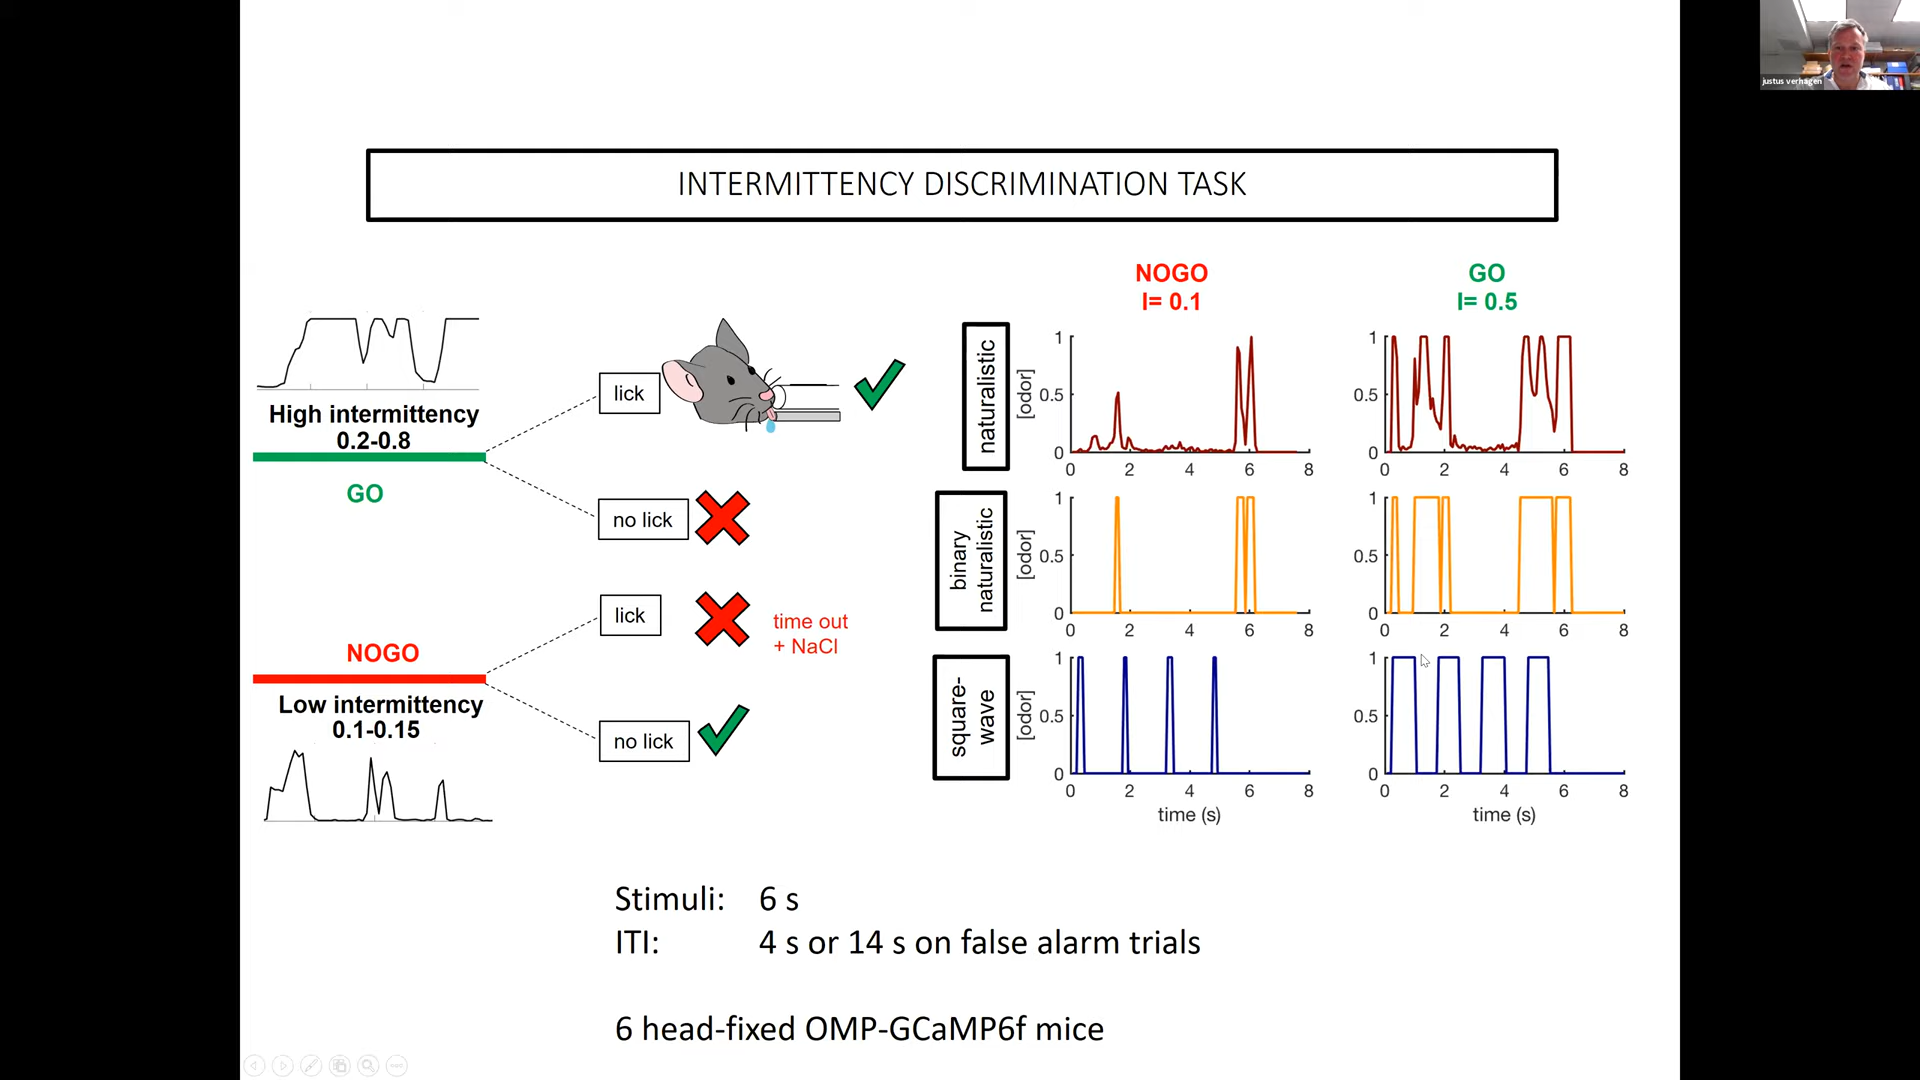 justus verhagen
INTERMITTENCY DISCRIMINATION TASK
High intermittency
0.2-0.8
GO
NOGO
Low intermittency
0.1-0.15
lick
no lick
lick
time out
+ NaCl
no lick
NOGO
I= 0.1
GO
I= 0.5
naturalistic
[odor]
1
0.5
0
0 2 4 6 8
1
0.5
0
0 2 4 6 8
binary
naturalistic
[odor]
1
0.5
0
0 2 4 6 8
1
0.5
0
0 2 4 6 8
square-
wave
[odor]
1
0.5
0
0 2 4 6 8
time (s)
1
0.5
0
0 2 4 6 8
time (s)
Stimuli: 6 s
ITI: 4 s or 14 s on false alarm trials
6 head-fixed OMP-GCaMP6f mice